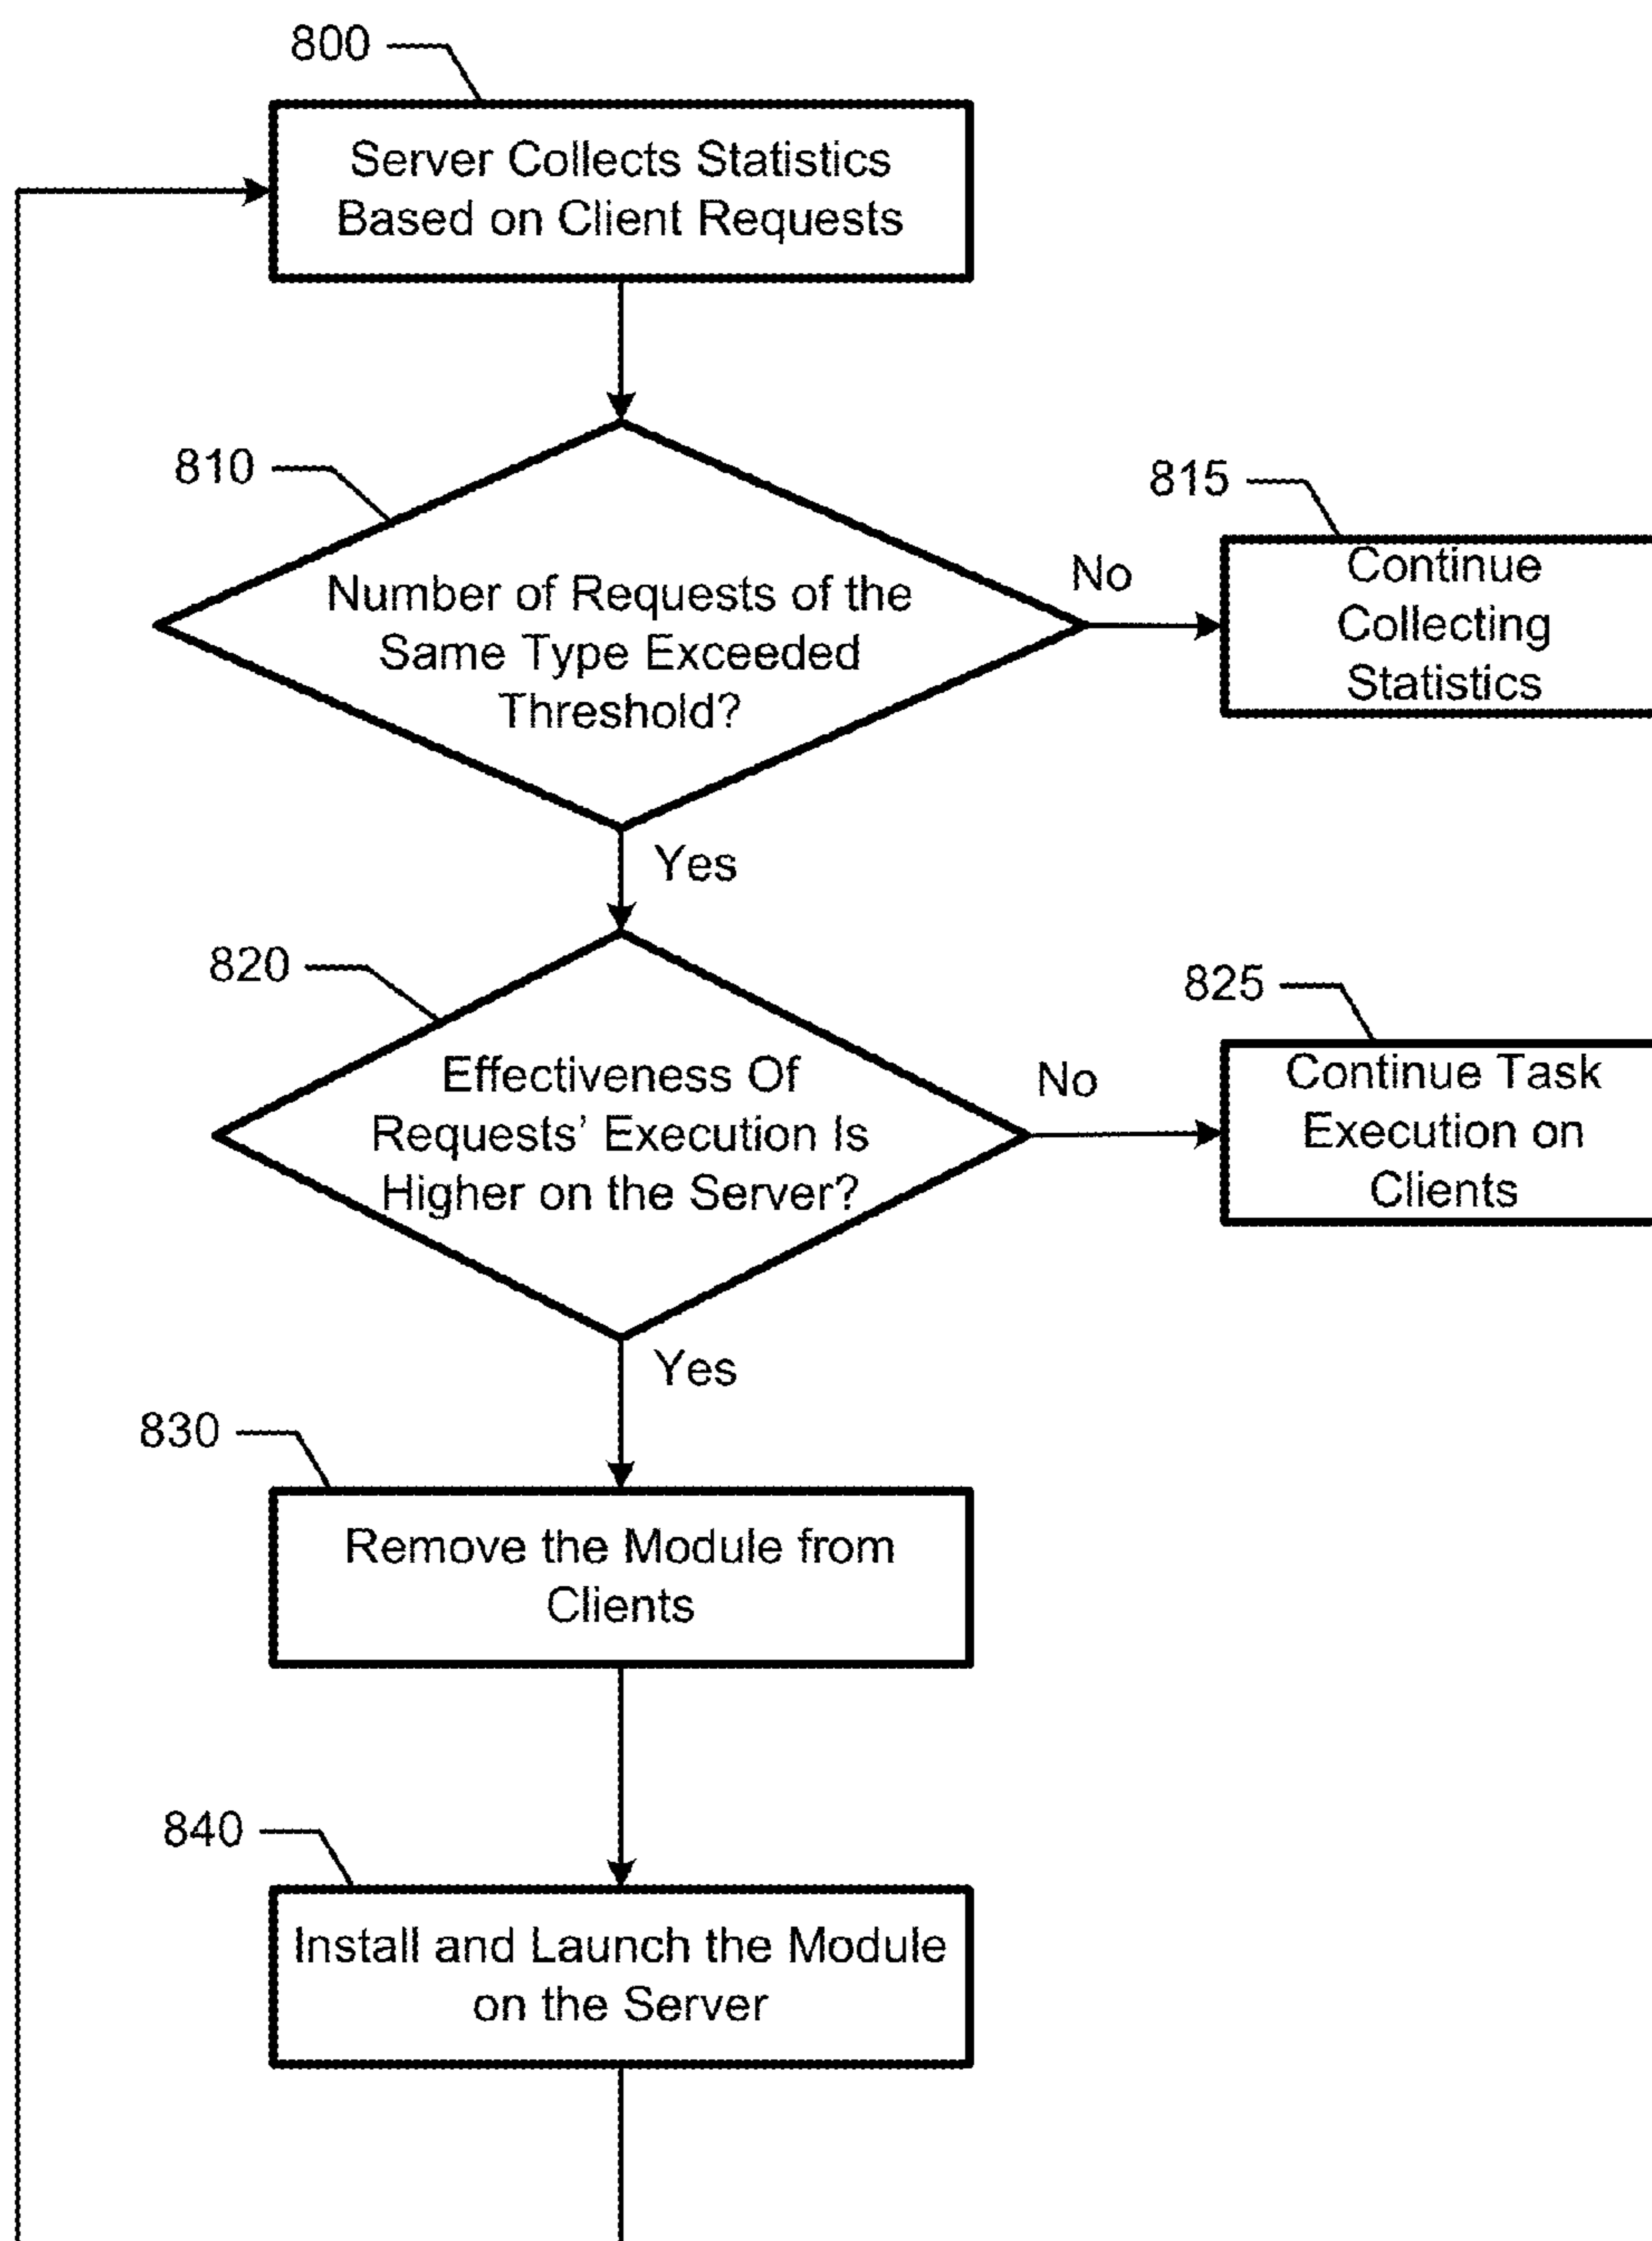 800
Server Collects Statistics
Based on Client Requests
810
Number of Requests of the
Same Type Exceeded
Threshold?
No
815
Continue
Collecting
Statistics
Yes
820
Effectiveness Of
Requests' Execution Is
Higher on the Server?
No
825
Continue Task
Execution on
Clients
Yes
830
Remove the Module from
Clients
840
Install and Launch the Module
on the Server